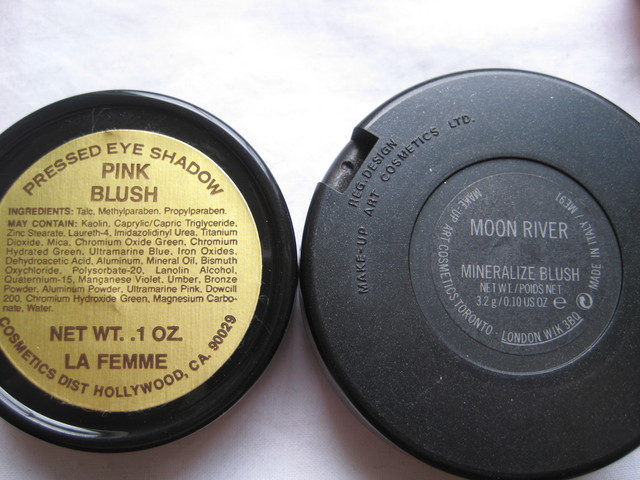 PRESSED EYE SHADOW
PINK
BLUSH
INGREDIENTS: Talc, Methylparaben, Propylparaben.
MAY CONTAIN: Kaolin, Caprylic/Capric Triglyceride,
Zinc Stearate, Laureth-4, Imidazolidinyl Urea, Titanium
Dioxide, Mica, Chromium Oxide Green, Chromium
Hydrated Green, Ultramarine Blue, Iron Oxides,
Dehydroacetic Acid, Aluminum, Mineral Oil, Bismuth
Oxychloride, Polysorbate-20, Lanolin Alcohol,
Quaternium-15, Manganese Violet, Umber, Bronze
Powder, Aluminum Powder, Ultramarine Pink, Dowcill
200, Chromium Hydroxide Green, Magnesium Carbo-
nate, Water.
NET WT. .1 OZ.
LA FEMME
COSMETICS DIST HOLLYWOOD, CA. 90029
REG. DESIGN
MAKE-UP ART COSMETICS LTD.
MOON RIVER
MINERALIZE BLUSH
NET WT. / POIDS NET
3.2 g / 0.10 US OZ e
MAKE-UP ART COSMETICS TORONTO · LONDON W1K 3BQ
MADE IN ITALY / ME91